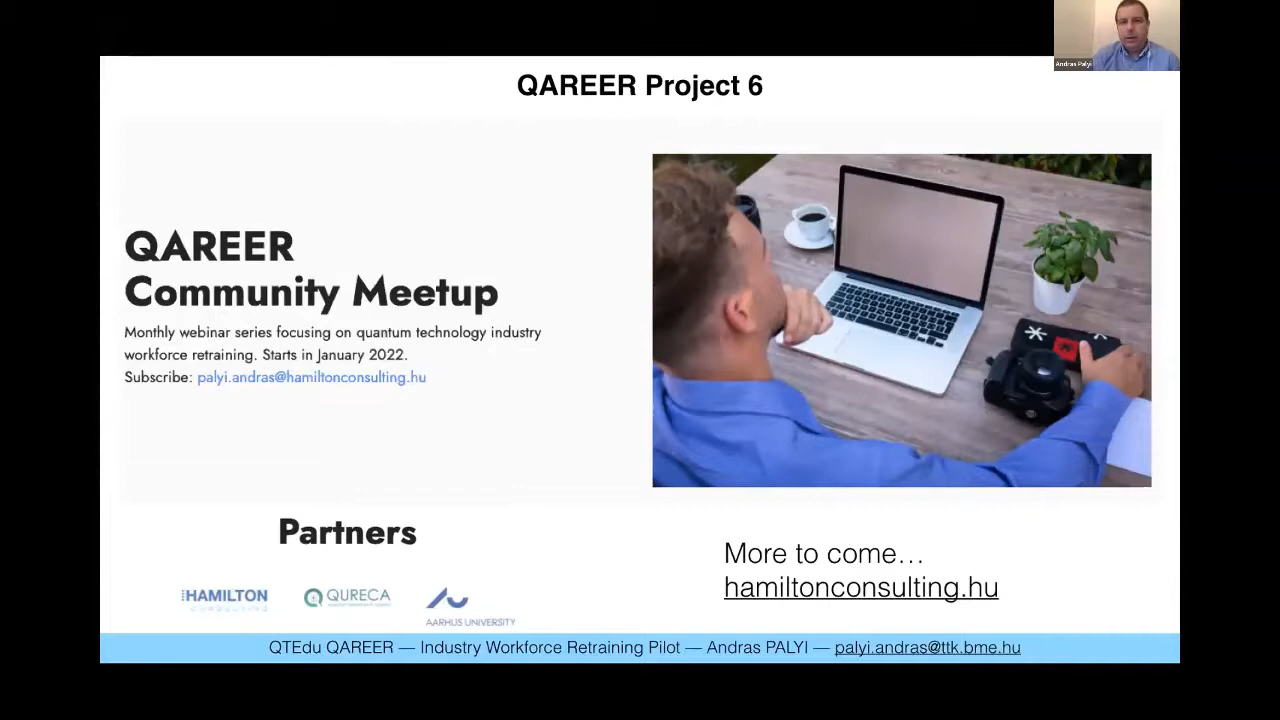 Andras Palyi
QAREER Project 6
QAREER
Community Meetup
Monthly webinar series focusing on quantum technology industry
workforce retraining. Starts in January 2022.
Subscribe: palyi.andras@hamiltonconsulting.hu
Partners
HAMILTON
QURECA
AARHUS UNIVERSITY
More to come…
hamiltonconsulting.hu
QTEdu QAREER — Industry Workforce Retraining Pilot — Andras PALYI — palyi.andras@ttk.bme.hu